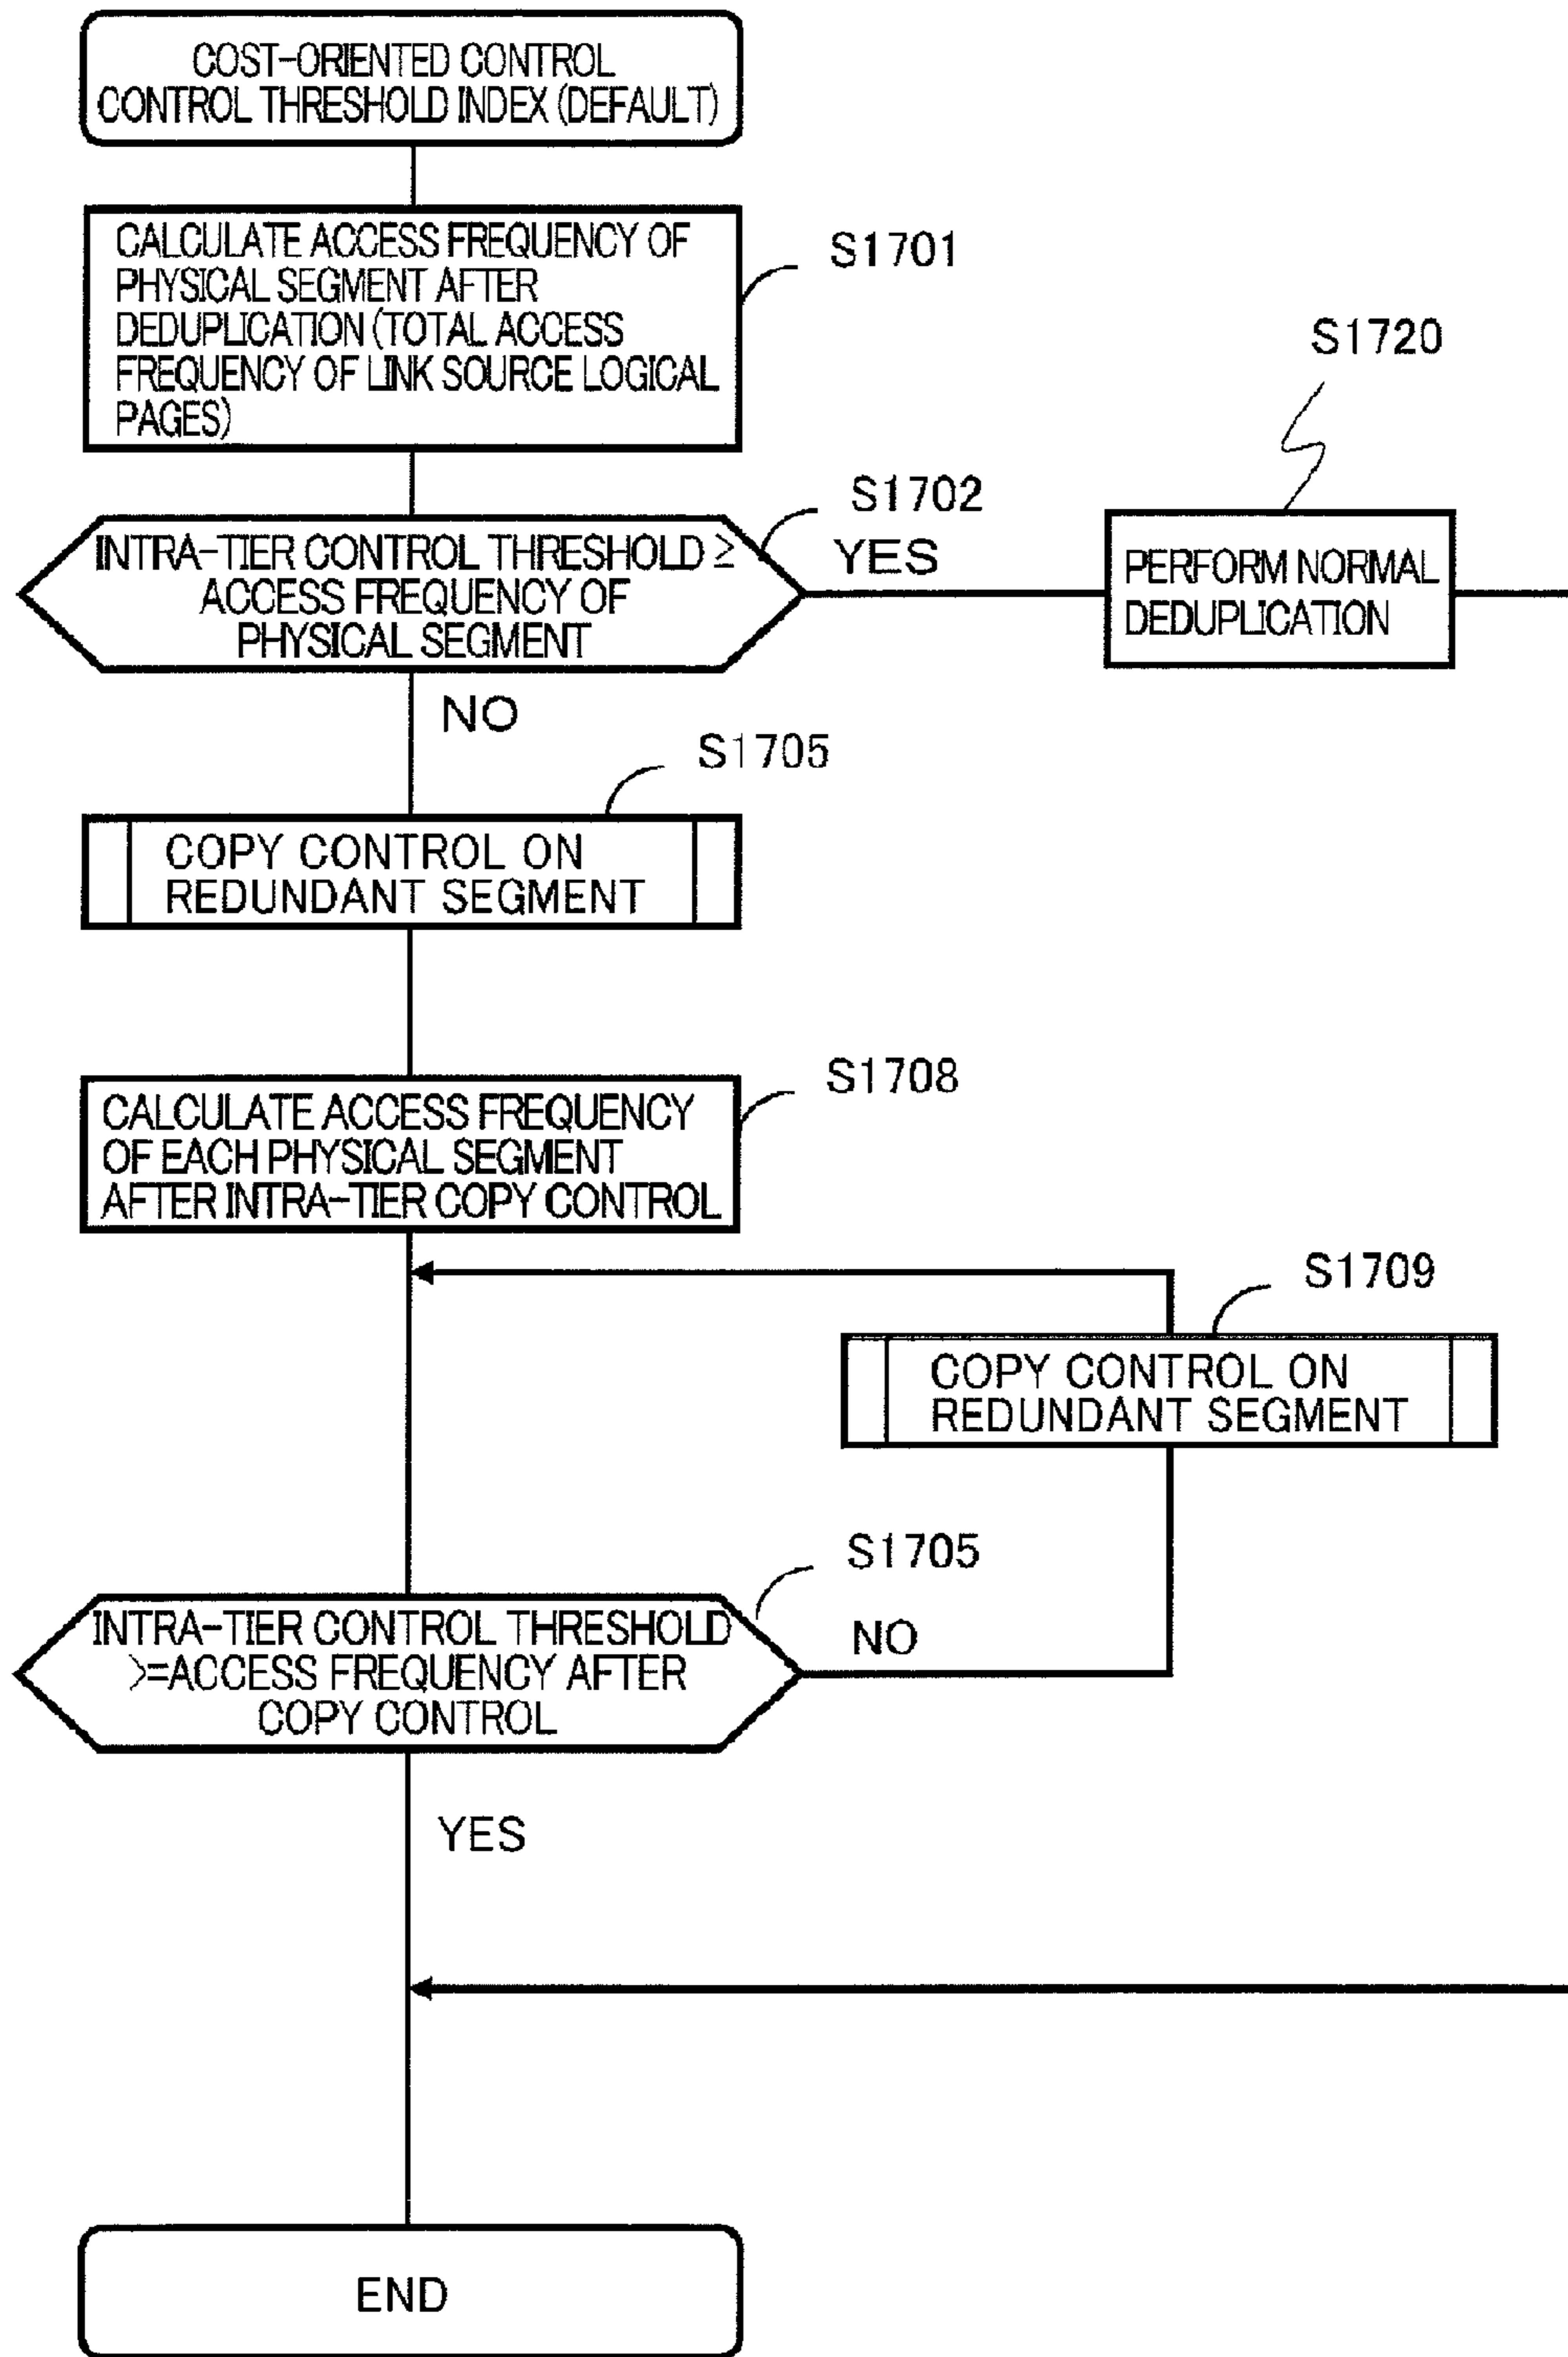 COST-ORIENTED CONTROL
CONTROL THRESHOLD INDEX (DEFAULT)
CALCULATE ACCESS FREQUENCY OF
PHYSICAL SEGMENT AFTER
DEDUPLICATION (TOTAL ACCESS
FREQUENCY OF LINK SOURCE LOGICAL
PAGES)
S1701
S1720
S1702
INTRA-TIER CONTROL THRESHOLD ≥
ACCESS FREQUENCY OF
PHYSICAL SEGMENT
YES
PERFORM NORMAL
DEDUPLICATION
NO
S1705
COPY CONTROL ON
REDUNDANT SEGMENT
S1708
CALCULATE ACCESS FREQUENCY
OF EACH PHYSICAL SEGMENT
AFTER INTRA-TIER COPY CONTROL
S1709
COPY CONTROL ON
REDUNDANT SEGMENT
S1705
INTRA-TIER CONTROL THRESHOLD
>=ACCESS FREQUENCY AFTER
COPY CONTROL
NO
YES
END